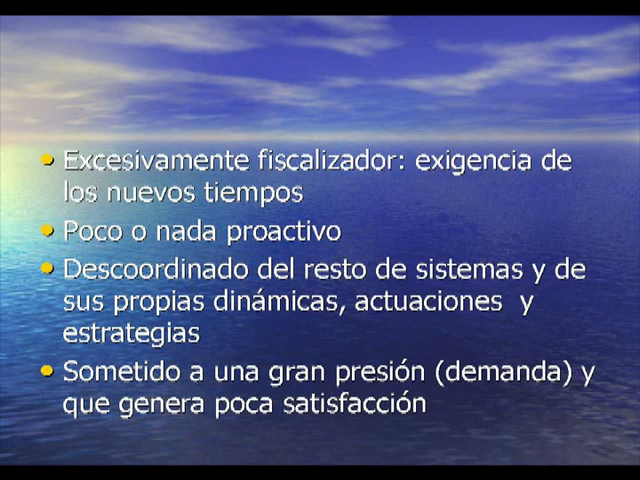 • Excesivamente fiscalizador: exigencia de
los nuevos tiempos
• Poco o nada proactivo
• Descoordinado del resto de sistemas y de
sus propias dinámicas, actuaciones  y
estrategias
• Sometido a una gran presión (demanda) y
que genera poca satisfacción